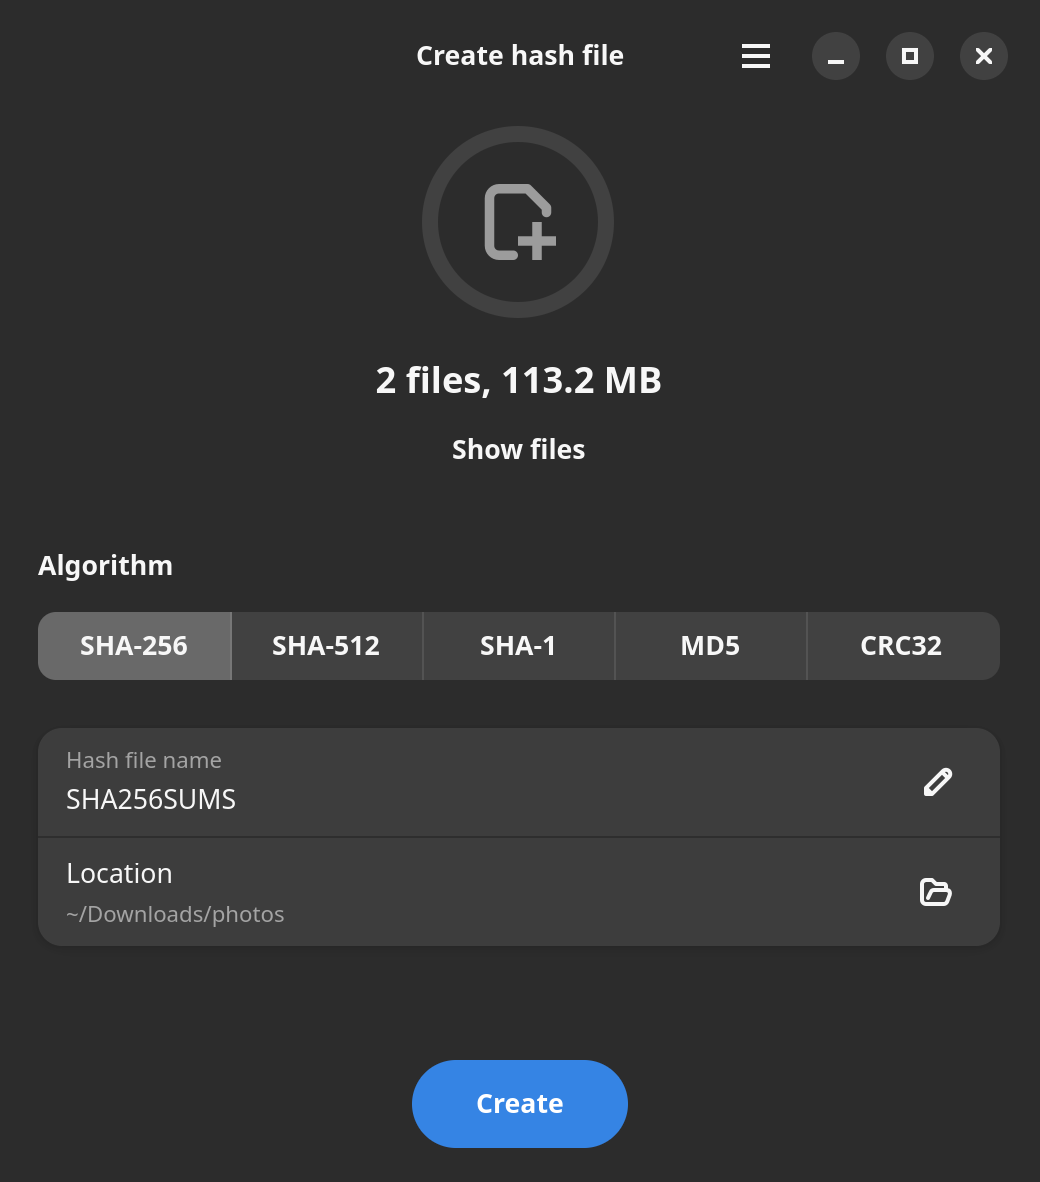 Create hash file
2 files, 113.2 MB
Show files
Algorithm
SHA-256 SHA-512 SHA-1 MD5 CRC32
Hash file name
SHA256SUMS
Location
~/Downloads/photos
Create